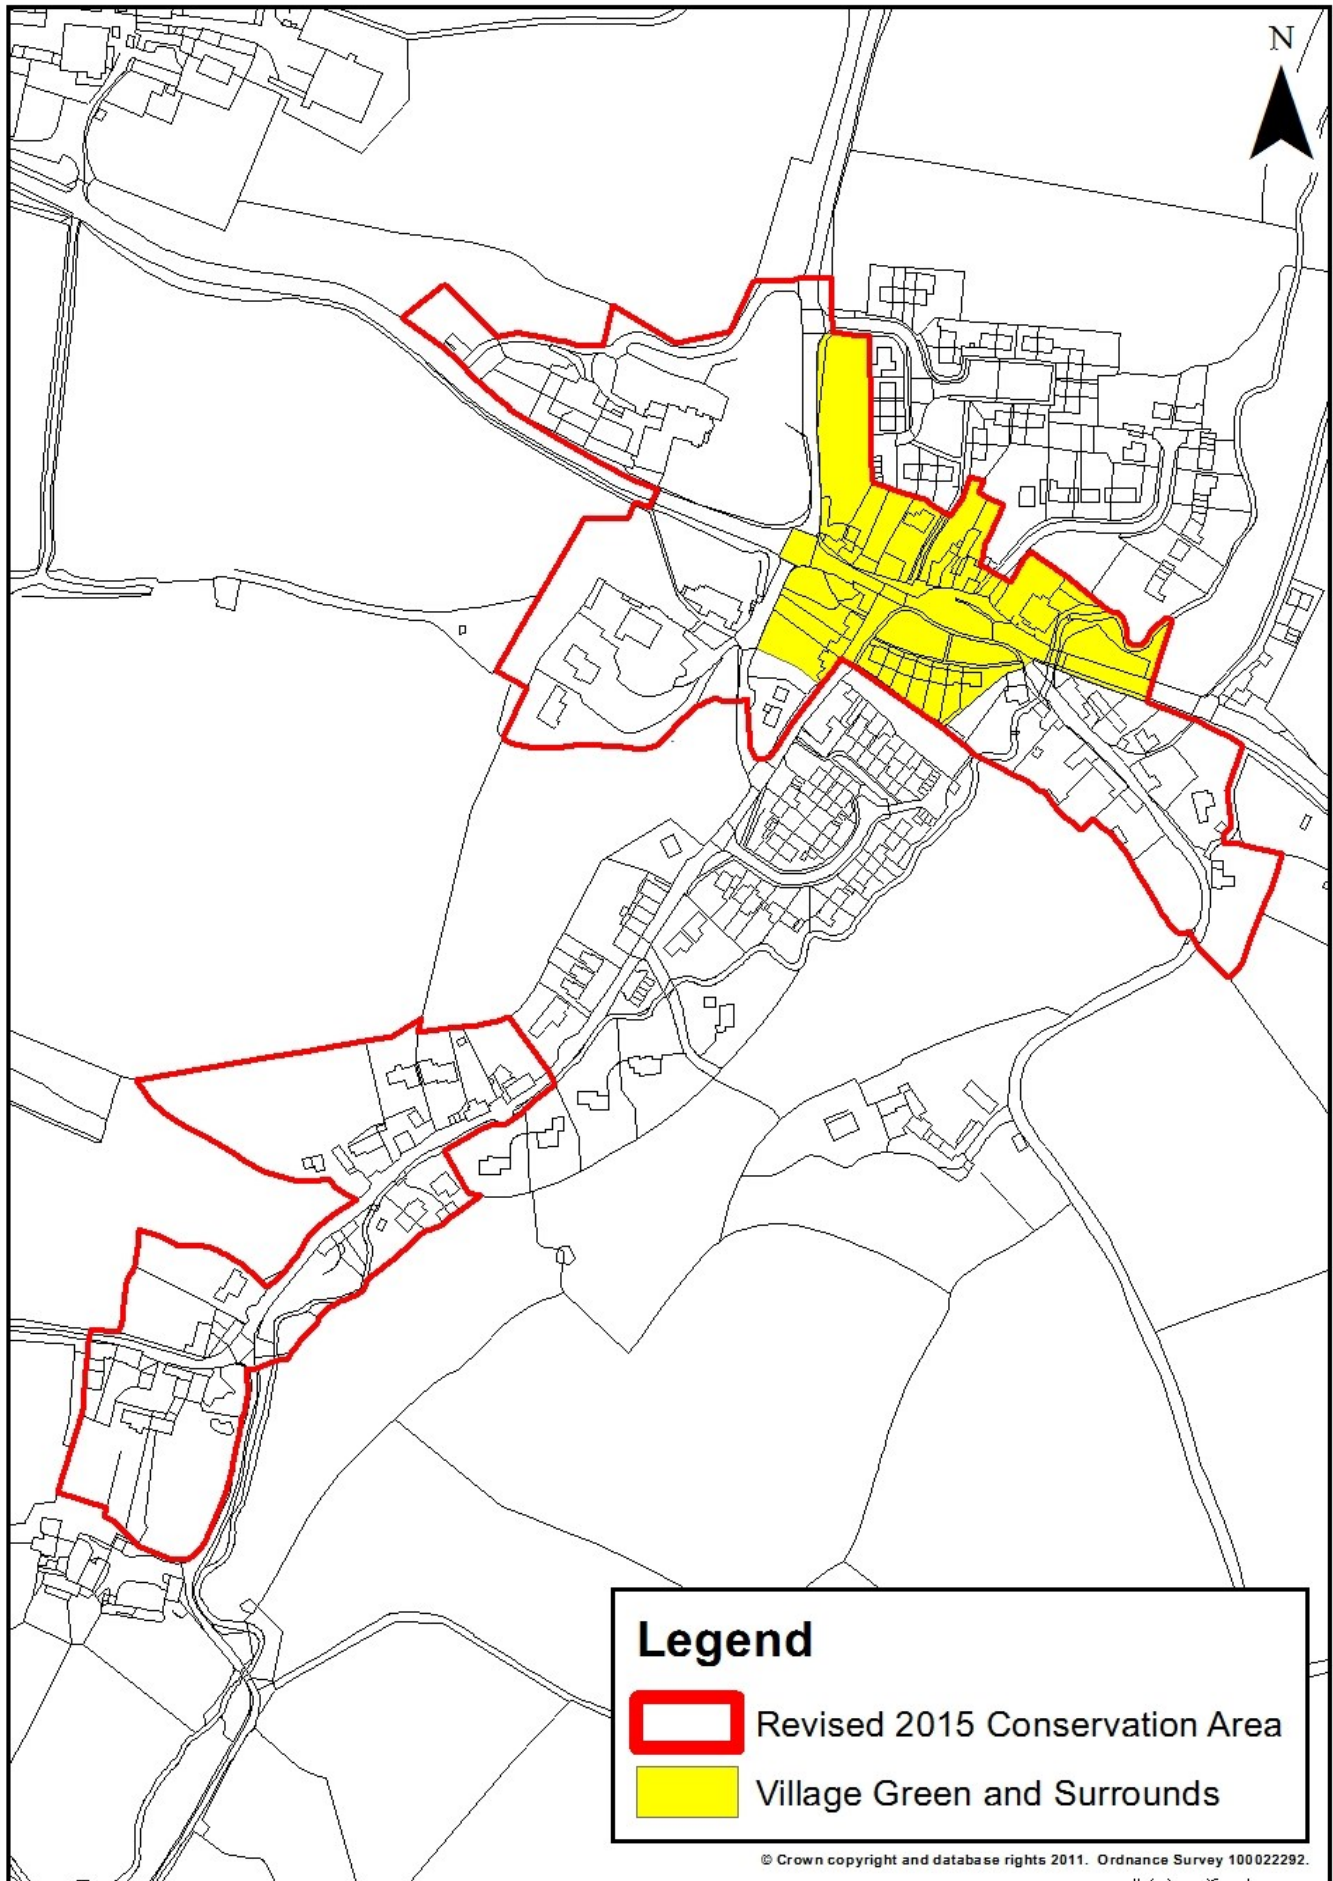 N
Legend
Revised 2015 Conservation Area
Village Green and Surrounds
© Crown copyright and database rights 2011. Ordnance Survey 100022292.